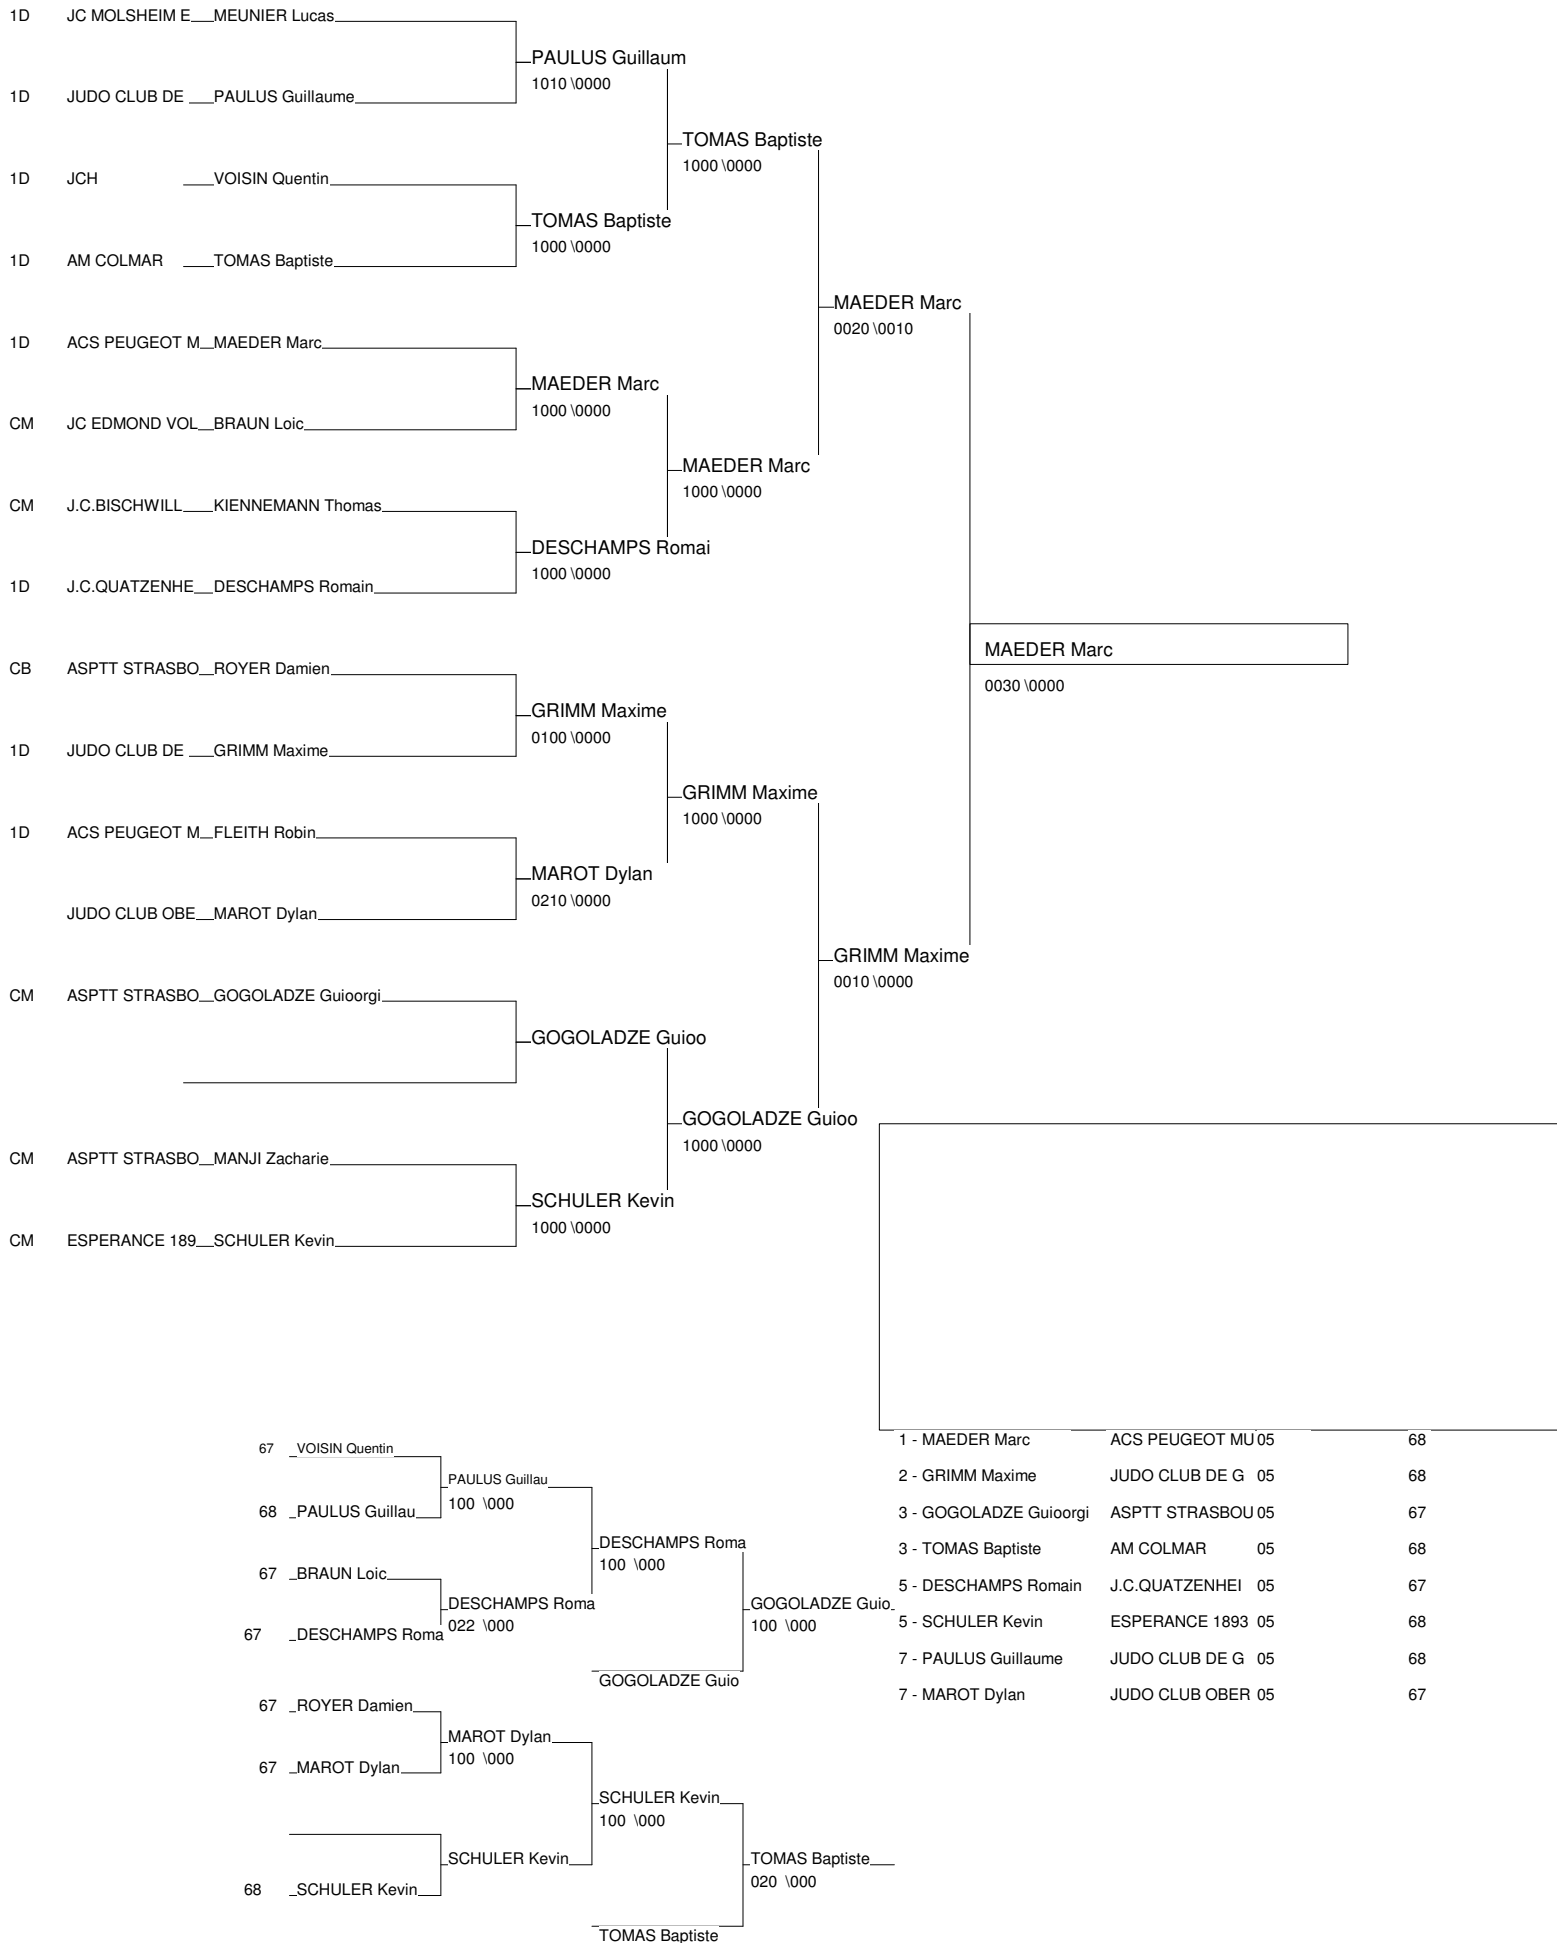 1D JC MOLSHEIM E MEUNIER Lucas
PAULUS Guillaum
1010 \0000
1D JUDO CLUB DE PAULUS Guillaume
TOMAS Baptiste
1000 \0000
1D JCH VOISIN Quentin
TOMAS Baptiste
1000 \0000
1D AM COLMAR TOMAS Baptiste
MAEDER Marc
0020 \0010
1D ACS PEUGEOT M MAEDER Marc
MAEDER Marc
1000 \0000
CM JC EDMOND VOL BRAUN Loic
MAEDER Marc
1000 \0000
CM J.C.BISCHWILL KIENNEMANN Thomas
DESCHAMPS Romai
1000 \0000
1D J.C.QUATZENHE DESCHAMPS Romain
MAEDER Marc
0030 \0000
CB ASPTT STRASBO ROYER Damien
GRIMM Maxime
0100 \0000
1D JUDO CLUB DE GRIMM Maxime
GRIMM Maxime
1000 \0000
1D ACS PEUGEOT M FLEITH Robin
MAROT Dylan
0210 \0000
JUDO CLUB OBE MAROT Dylan
GRIMM Maxime
0010 \0000
CM ASPTT STRASBO GOGOLADZE Guioorgi
GOGOLADZE Guioo
GOGOLADZE Guioo
1000 \0000
CM ASPTT STRASBO MANJI Zacharie
SCHULER Kevin
1000 \0000
CM ESPERANCE 189 SCHULER Kevin
67 VOISIN Quentin
PAULUS Guillau
100 \000
68 PAULUS Guillau
DESCHAMPS Roma
100 \000
67 BRAUN Loic
DESCHAMPS Roma
022 \000
67 DESCHAMPS Roma
GOGOLADZE Guio
100 \000
GOGOLADZE Guio
67 ROYER Damien
MAROT Dylan
100 \000
67 MAROT Dylan
SCHULER Kevin
100 \000
SCHULER Kevin
68 SCHULER Kevin
TOMAS Baptiste
020 \000
TOMAS Baptiste
1 - MAEDER Marc ACS PEUGEOT MU 05 68
2 - GRIMM Maxime JUDO CLUB DE G 05 68
3 - GOGOLADZE Guioorgi ASPTT STRASBOU 05 67
3 - TOMAS Baptiste AM COLMAR 05 68
5 - DESCHAMPS Romain J.C.QUATZENHEI 05 67
5 - SCHULER Kevin ESPERANCE 1893 05 68
7 - PAULUS Guillaume JUDO CLUB DE G 05 68
7 - MAROT Dylan JUDO CLUB OBER 05 67